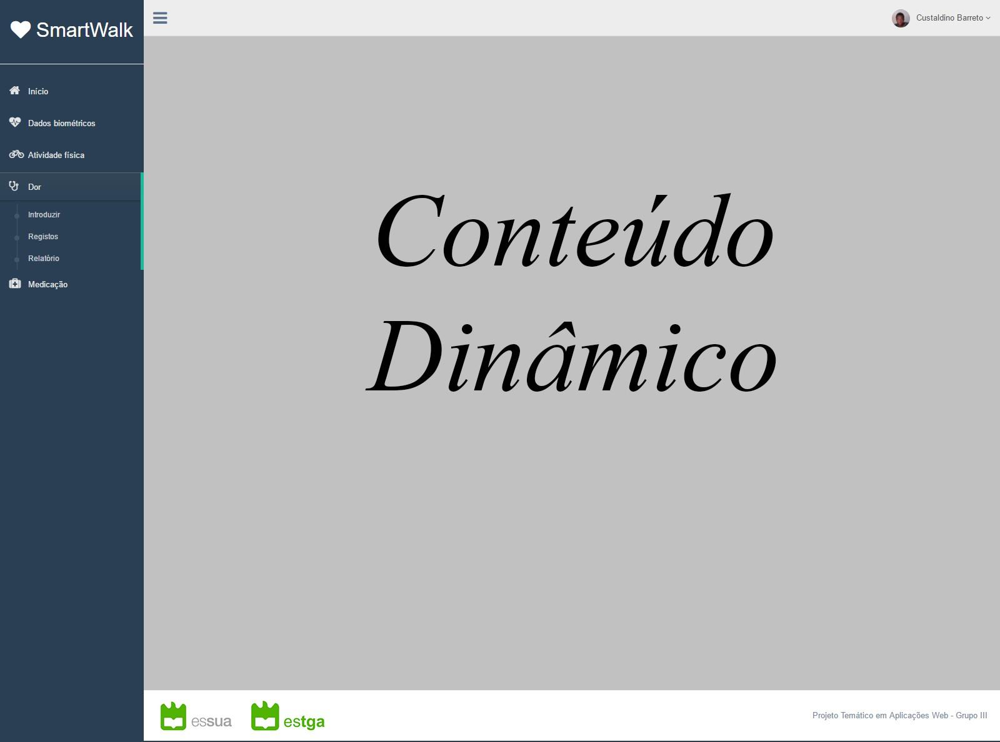 SmartWalk
Custaldino Barreto
Início
Dados biométricos
Atividade física
Dor
Introduzir
Registos
Relatório
Medicação
Conteúdo
Dinâmico
essua
estga
Projeto Temático em Aplicações Web - Grupo III